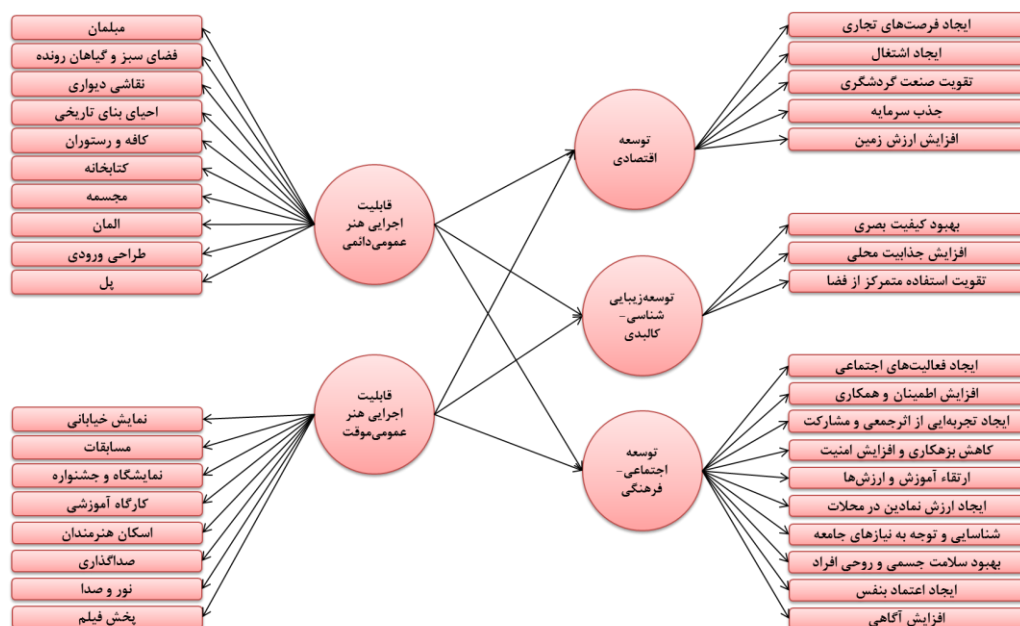 ایجاد فرصت‌های تجاری
ایجاد اشتغال
تقویت صنعت گردشگری
جذب سرمایه
افزایش ارزش زمین
بهبود کیفیت بصری
افزایش جذابیت محلی
تقویت استفاده متمرکز از فضا
ایجاد فعالیت‌های اجتماعی
افزایش اطمینان و همکاری
ایجاد تجربه‌ایی از اثرجمعی و مشارکت
کاهش بزهکاری و افزایش امنیت
ارتقاء آموزش و ارزش‌ها
ایجاد ارزش نمادین در محلات
شناسایی و توجه به نیازهای جامعه
بهبود سلامت جسمی و روحی افراد
ایجاد اعتماد بنفس
افزایش آگاهی
توسعه
اقتصادی
توسعه‌زیبایی
شناسی-
کالبدی
توسعه
اجتماعی-
فرهنگی
قابلیت
اجرایی هنر
عمومی‌دائمی
قابلیت
اجرایی هنر
عمومی‌موقت
مبلمان
فضای سبز و گیاهان رونده
نقاشی دیواری
احیای بنای تاریخی
کافه و رستوران
کتابخانه
مجسمه
المان
طراحی ورودی
پل
نمایش خیابانی
مسابقات
نمایشگاه و جشنواره
کارگاه آموزشی
اسکان هنرمندان
صداگذاری
نور و صدا
پخش فیلم